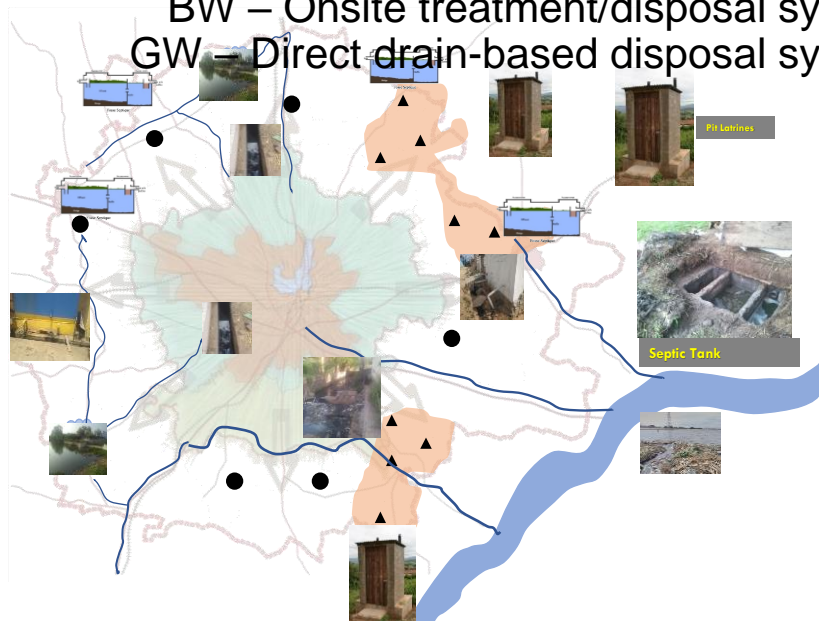 BW – Onsite treatment/disposal sy
GW – Direct drain-based disposal sy
Pit Latrines
Septic Tank